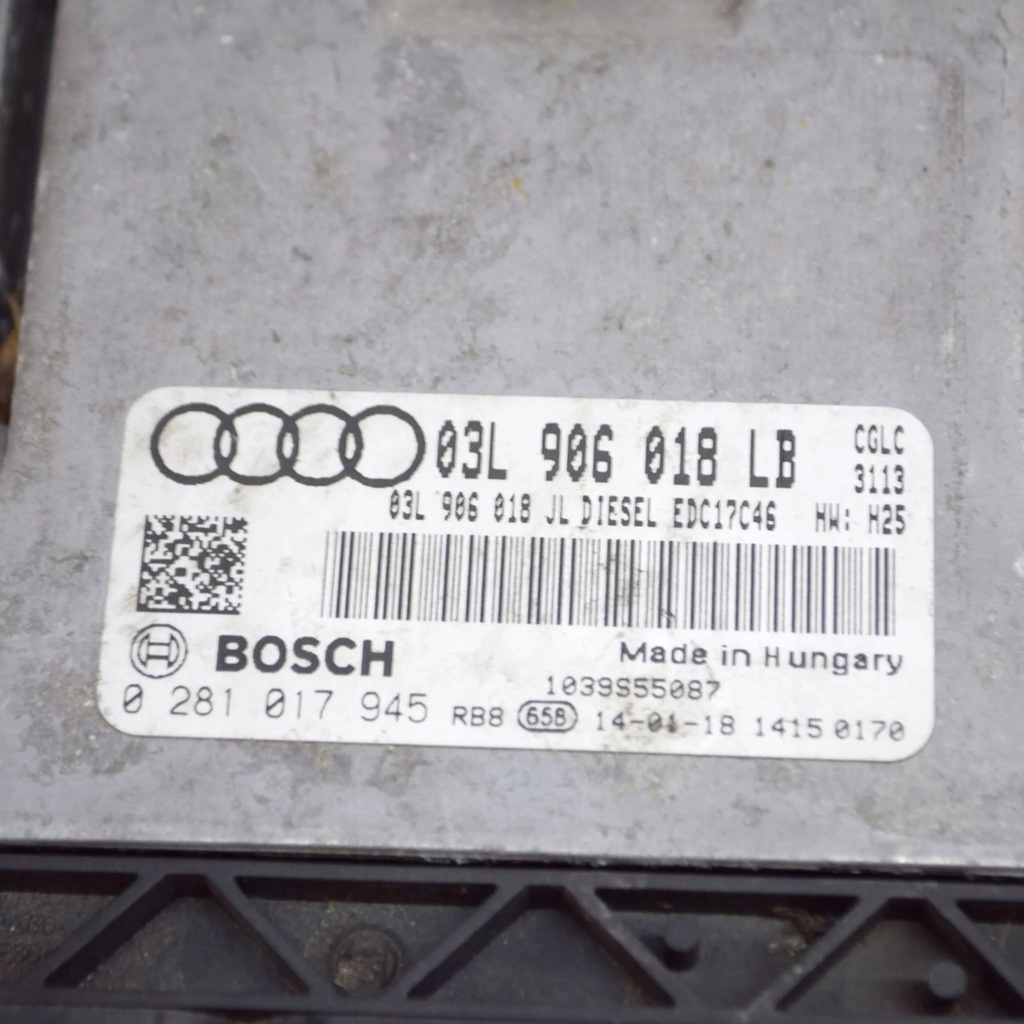 03L 906 018 LB CGLC
3113
03L 906 018 JL DIESEL EDC17C46 HW: H25
BOSCH Made in Hungary
1039S55087
0 281 017 945 RB8 658 14-01-18 1415 0170